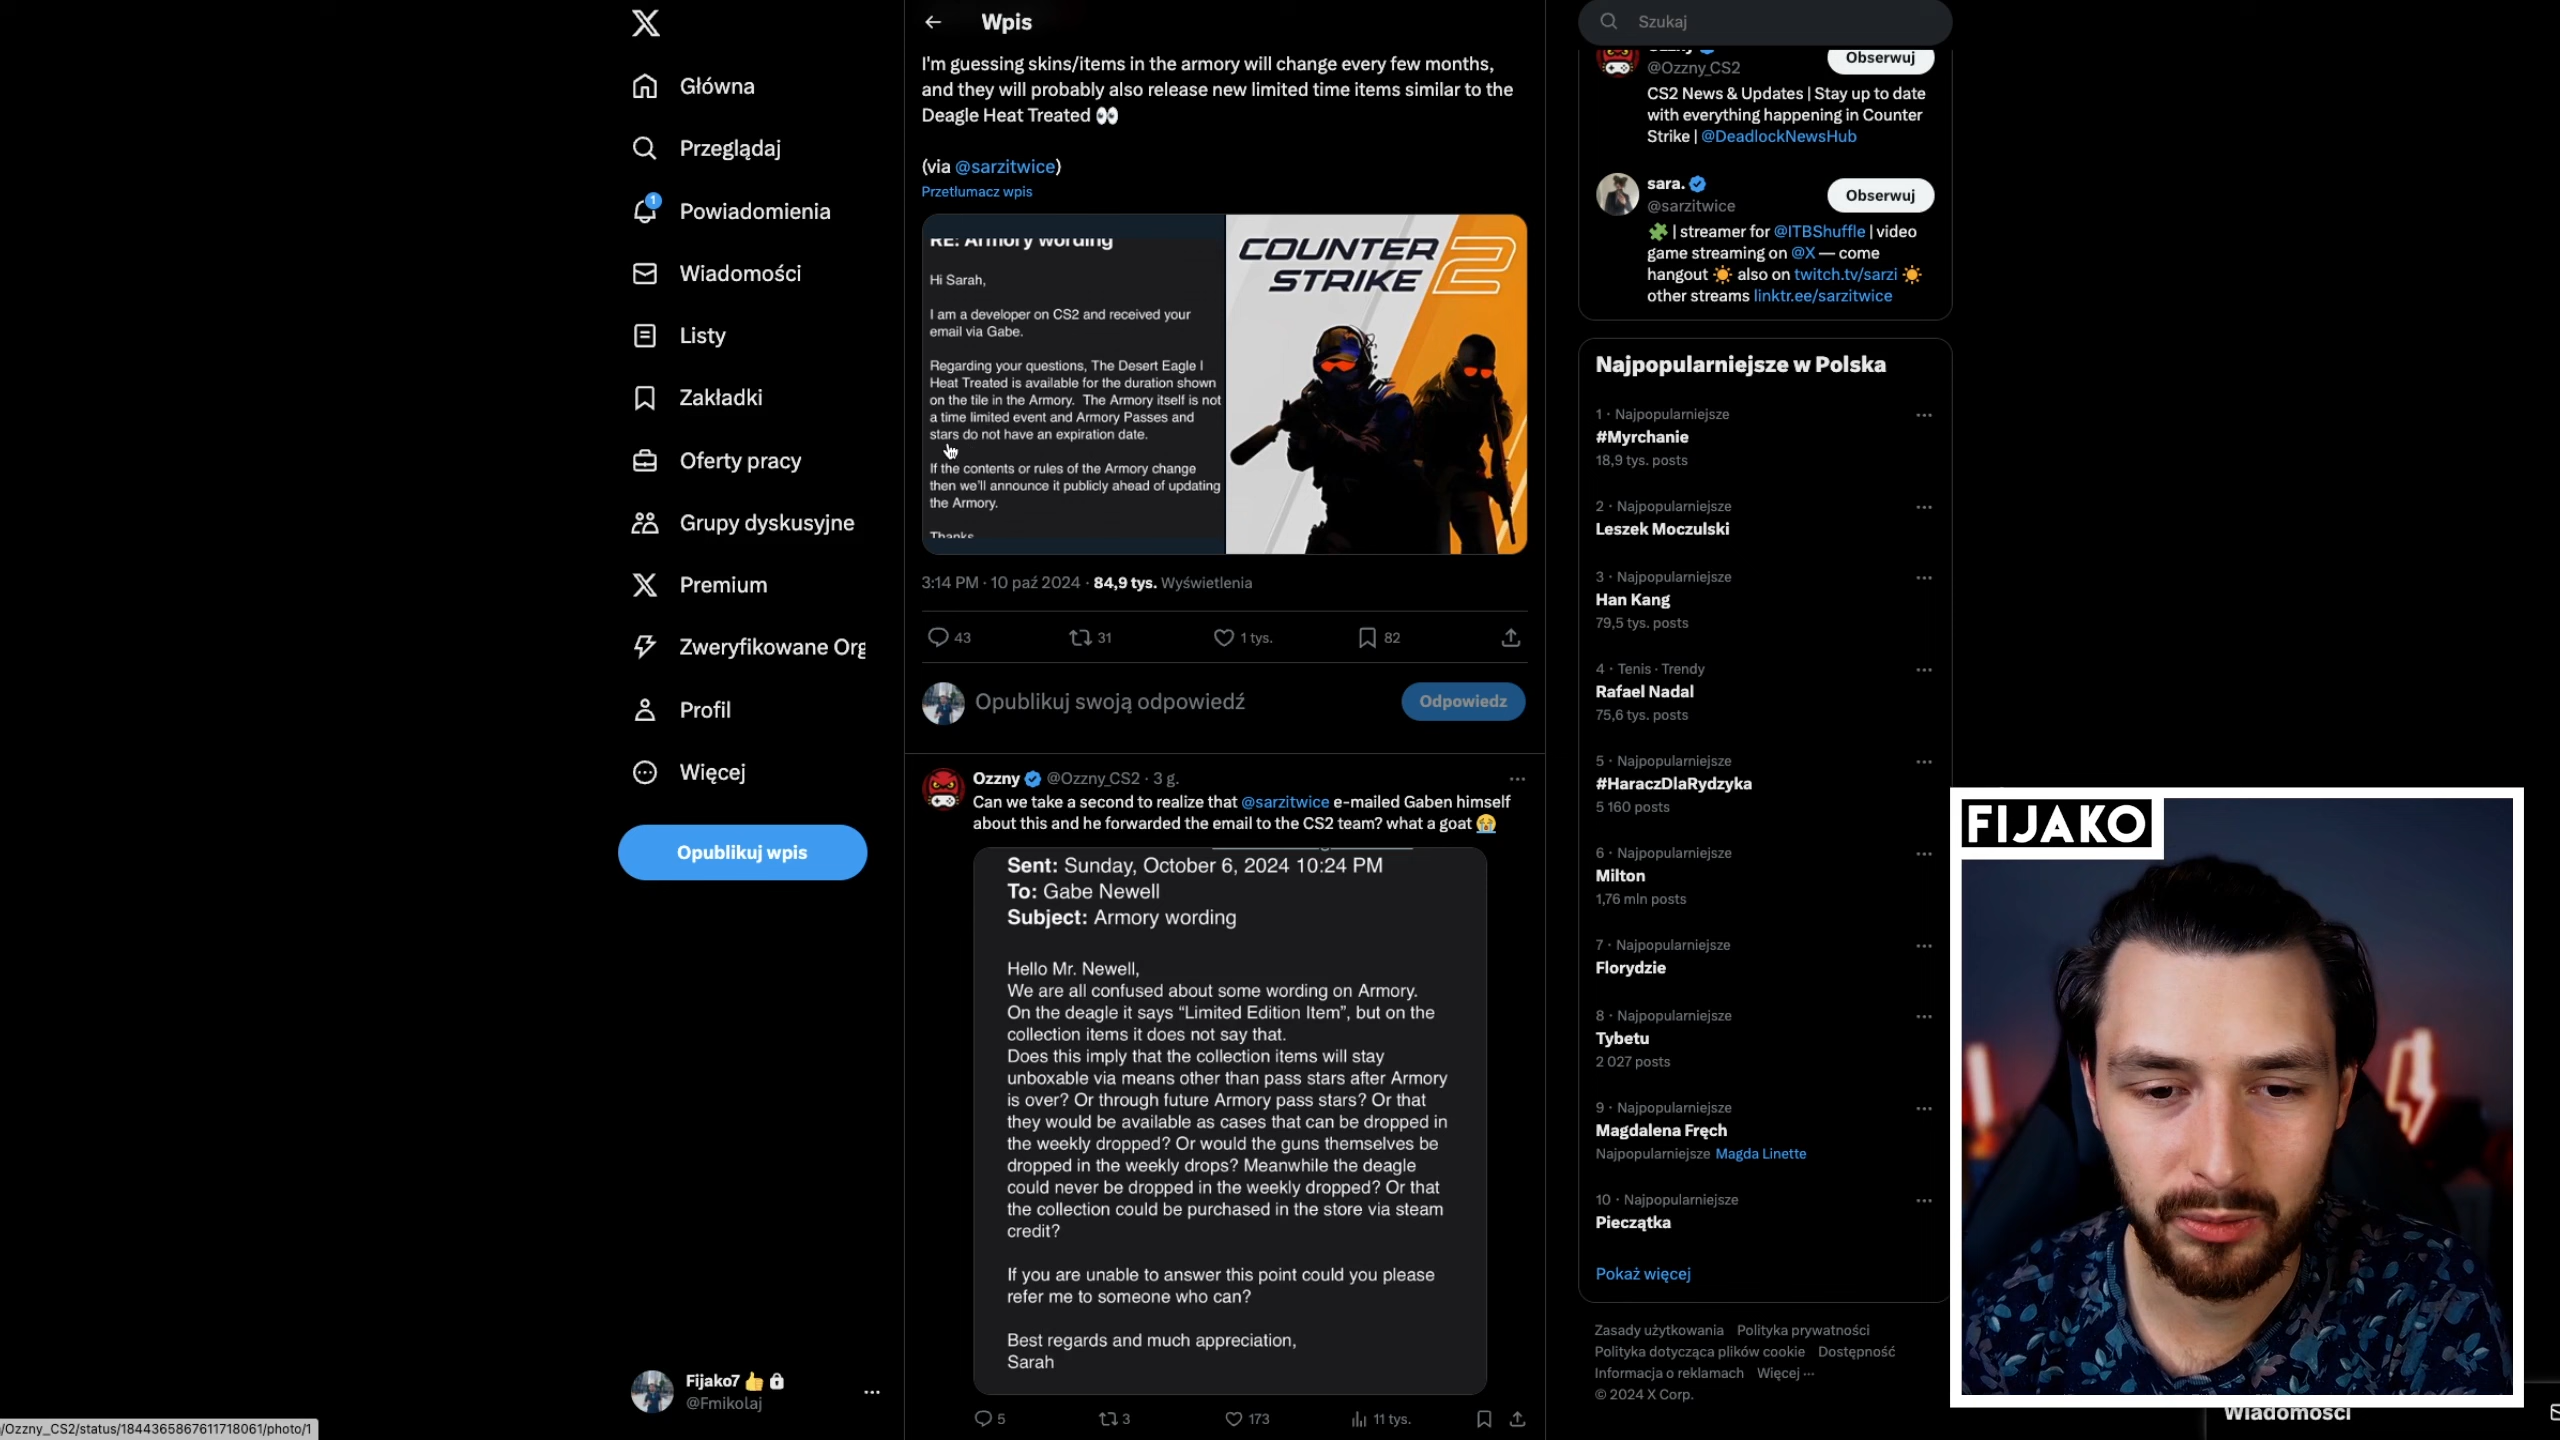 Główna
Przeglądaj
1
Powiadomienia
Wiadomości
Listy
Zakładki
Oferty pracy
Grupy dyskusyjne
Premium
Zweryfikowane Org
Profil
Więcej
Opublikuj wpis
Fijako7 👍
@Fmikolaj
/Ozzny_CS2/status/1844365867611718061/photo/1
Wpis
I'm guessing skins/items in the armory will change every few months,
and they will probably also release new limited time items similar to the
Deagle Heat Treated 👀
(via @sarzitwice)
Przetłumacz wpis
RE: Armory wording
Hi Sarah,
I am a developer on CS2 and received your
email via Gabe.
Regarding your questions, The Desert Eagle I
Heat Treated is available for the duration shown
on the tile in the Armory. The Armory itself is not
a time limited event and Armory Passes and
stars do not have an expiration date.
If the contents or rules of the Armory change
then we'll announce it publicly ahead of updating
the Armory.
Thanks
COUNTER
STRIKE 2
3:14 PM · 10 paź 2024 · 84,9 tys. Wyświetlenia
43 31 1 tys. 82
Opublikuj swoją odpowiedź
Odpowiedz
Ozzny @Ozzny_CS2 · 3 g.
Can we take a second to realize that @sarzitwice e-mailed Gaben himself
about this and he forwarded the email to the CS2 team? what a goat 😭
Sent: Sunday, October 6, 2024 10:24 PM
To: Gabe Newell
Subject: Armory wording
Hello Mr. Newell,
We are all confused about some wording on Armory.
On the deagle it says “Limited Edition Item”, but on the
collection items it does not say that.
Does this imply that the collection items will stay
unboxable via means other than pass stars after Armory
is over? Or through future Armory pass stars? Or that
they would be available as cases that can be dropped in
the weekly dropped? Or would the guns themselves be
dropped in the weekly drops? Meanwhile the deagle
could never be dropped in the weekly dropped? Or that
the collection could be purchased in the store via steam
credit?
If you are unable to answer this point could you please
refer me to someone who can?
Best regards and much appreciation,
Sarah
5 3 173 11 tys.
Szukaj
@Ozzny_CS2
Obserwuj
CS2 News & Updates | Stay up to date
with everything happening in Counter
Strike | @DeadlockNewsHub
sara.
@sarzitwice
Obserwuj
🧩 | streamer for @ITBShuffle | video
game streaming on @X — come
hangout ☀️ also on twitch.tv/sarzi ☀️
other streams linktr.ee/sarzitwice
Najpopularniejsze w Polska
1 · Najpopularniejsze
#Myrchanie
18,9 tys. posts
2 · Najpopularniejsze
Leszek Moczulski
3 · Najpopularniejsze
Han Kang
79,5 tys. posts
4 · Tenis · Trendy
Rafael Nadal
75,6 tys. posts
5 · Najpopularniejsze
#HaraczDlaRydzyka
5 160 posts
6 · Najpopularniejsze
Milton
1,76 mln posts
7 · Najpopularniejsze
Florydzie
8 · Najpopularniejsze
Tybetu
2 027 posts
9 · Najpopularniejsze
Magdalena Fręch
Najpopularniejsze Magda Linette
10 · Najpopularniejsze
Pieczątka
Pokaż więcej
Zasady użytkowania Polityka prywatności
Polityka dotycząca plików cookie Dostępność
Informacja o reklamach Więcej ···
© 2024 X Corp.
FIJAKO
Wiadomości